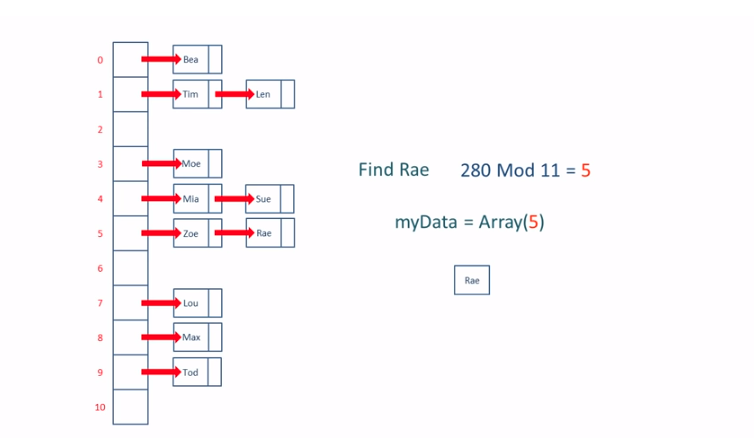 0 Bea
1 Tim Len
2
3 Moe
Find Rae 280 Mod 11 = 5
4 Mia Sue
myData = Array(5)
5 Zoe Rae
6
Rae
7 Lou
8 Max
9 Tod
10